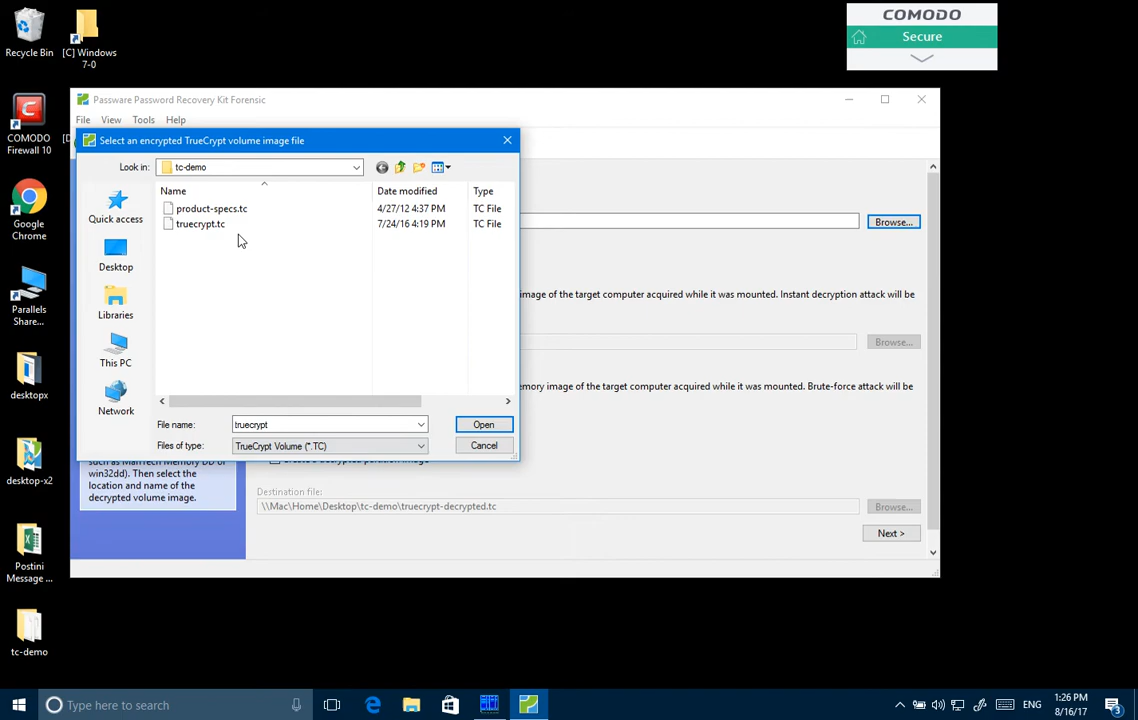 Recycle Bin
[C] Windows
7-0
COMODO
Secure
COMODO
Firewall 10
[D
Google
Chrome
Parallels
Share...
desktopx
desktop-x2
Postini
Message ...
tc-demo
Passware Password Recovery Kit Forensic
File View Tools Help
Select an encrypted TrueCrypt volume image file
Look in: tc-demo
Name Date modified Type
product-specs.tc 4/27/12 4:37 PM TC File
truecrypt.tc 7/24/16 4:19 PM TC File
Quick access
Desktop
Libraries
This PC
Network
File name: truecrypt Open
Files of type: TrueCrypt Volume (*.TC) Cancel
Browse...
image of the target computer acquired while it was mounted. Instant decryption attack will be
Browse...
emory image of the target computer acquired while it was mounted. Brute-force attack will be
such as ManTech Memory DD or
win32dd). Then select the
location and name of the
decrypted volume image.
Destination file:
\\Mac\Home\Desktop\tc-demo\truecrypt-decrypted.tc Browse...
Next >
Type here to search
ENG
1:26 PM
8/16/17
3